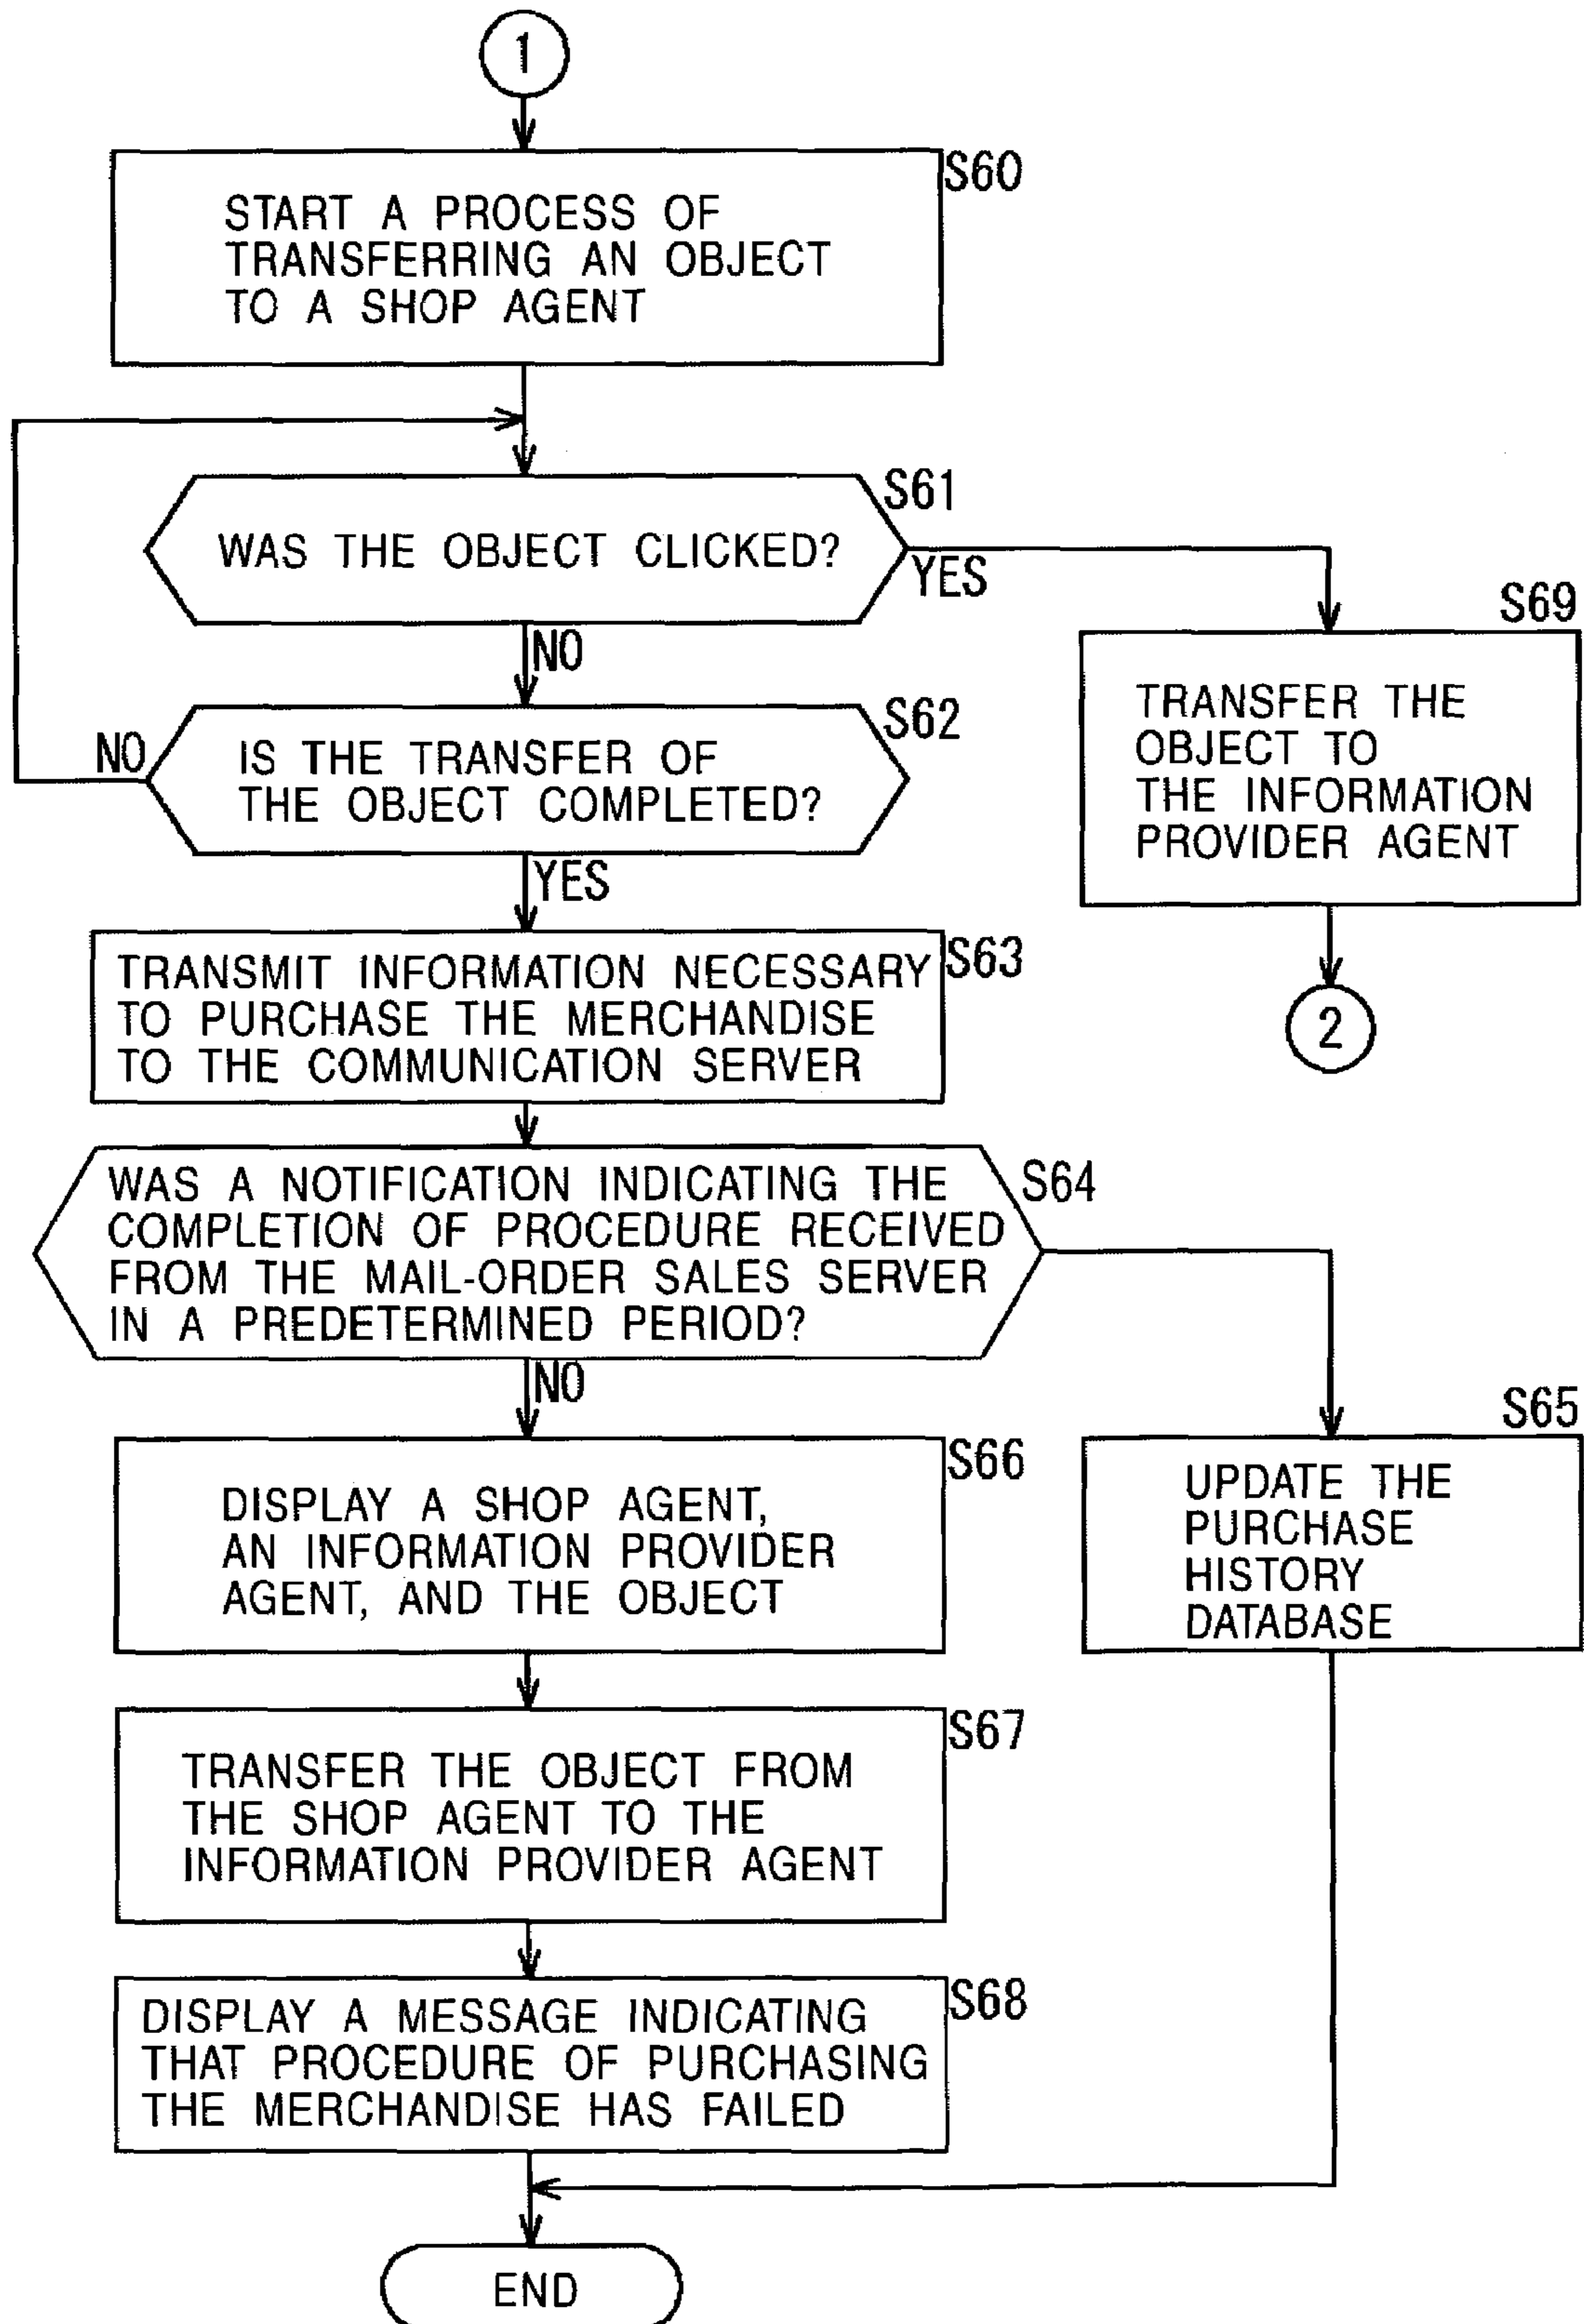 1
S60
START A PROCESS OF
TRANSFERRING AN OBJECT
TO A SHOP AGENT
S61
WAS THE OBJECT CLICKED?
YES
NO
S69
TRANSFER THE
OBJECT TO
THE INFORMATION
PROVIDER AGENT
2
S62
NO
IS THE TRANSFER OF
THE OBJECT COMPLETED?
YES
S63
TRANSMIT INFORMATION NECESSARY
TO PURCHASE THE MERCHANDISE
TO THE COMMUNICATION SERVER
S64
WAS A NOTIFICATION INDICATING THE
COMPLETION OF PROCEDURE RECEIVED
FROM THE MAIL-ORDER SALES SERVER
IN A PREDETERMINED PERIOD?
NO
S65
UPDATE THE
PURCHASE
HISTORY
DATABASE
S66
DISPLAY A SHOP AGENT,
AN INFORMATION PROVIDER
AGENT, AND THE OBJECT
S67
TRANSFER THE OBJECT FROM
THE SHOP AGENT TO THE
INFORMATION PROVIDER AGENT
S68
DISPLAY A MESSAGE INDICATING
THAT PROCEDURE OF PURCHASING
THE MERCHANDISE HAS FAILED
END